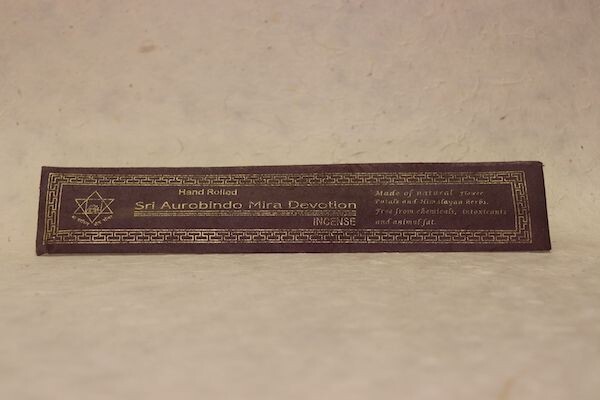 Hand Rolled
Sri Aurobindo Mira Devotion
INCENSE
Made of natural Flower
Petals and Himalayan herbs.
Free from chemicals, intoxicants
and animal fat.